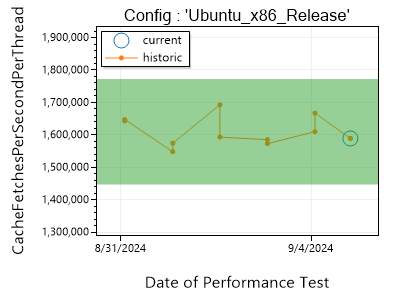 Config : 'Ubuntu_x86_Release'
CacheFetchesPerSecondPerThread
1,900,000
1,800,000
1,700,000
1,600,000
1,500,000
1,400,000
1,300,000
current
historic
8/31/2024
9/4/2024
Date of Performance Test